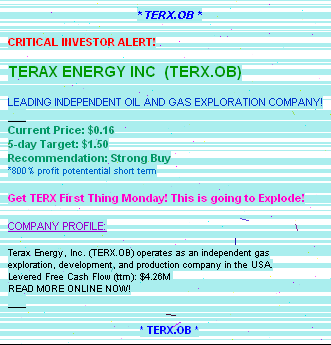 * TERX.OB *
CRITICAL INVESTOR ALERT!
TERAX ENERGY INC (TERX.OB)
LEADING INDEPENDENT OIL AND GAS EXPLORATION COMPANY!
Current Price: $0.16
5-day Target: $1.50
Recommendation: Strong Buy
*800% profit potentential short term
Get TERX First Thing Monday! This is going to Explode!
COMPANY PROFILE:
Terax Energy, Inc. (TERX.OB) operates as an independent gas
exploration, development, and production company in the USA.
Levered Free Cash Flow (ttm): $4.26M
READ MORE ONLINE NOW!
* TERX.OB *